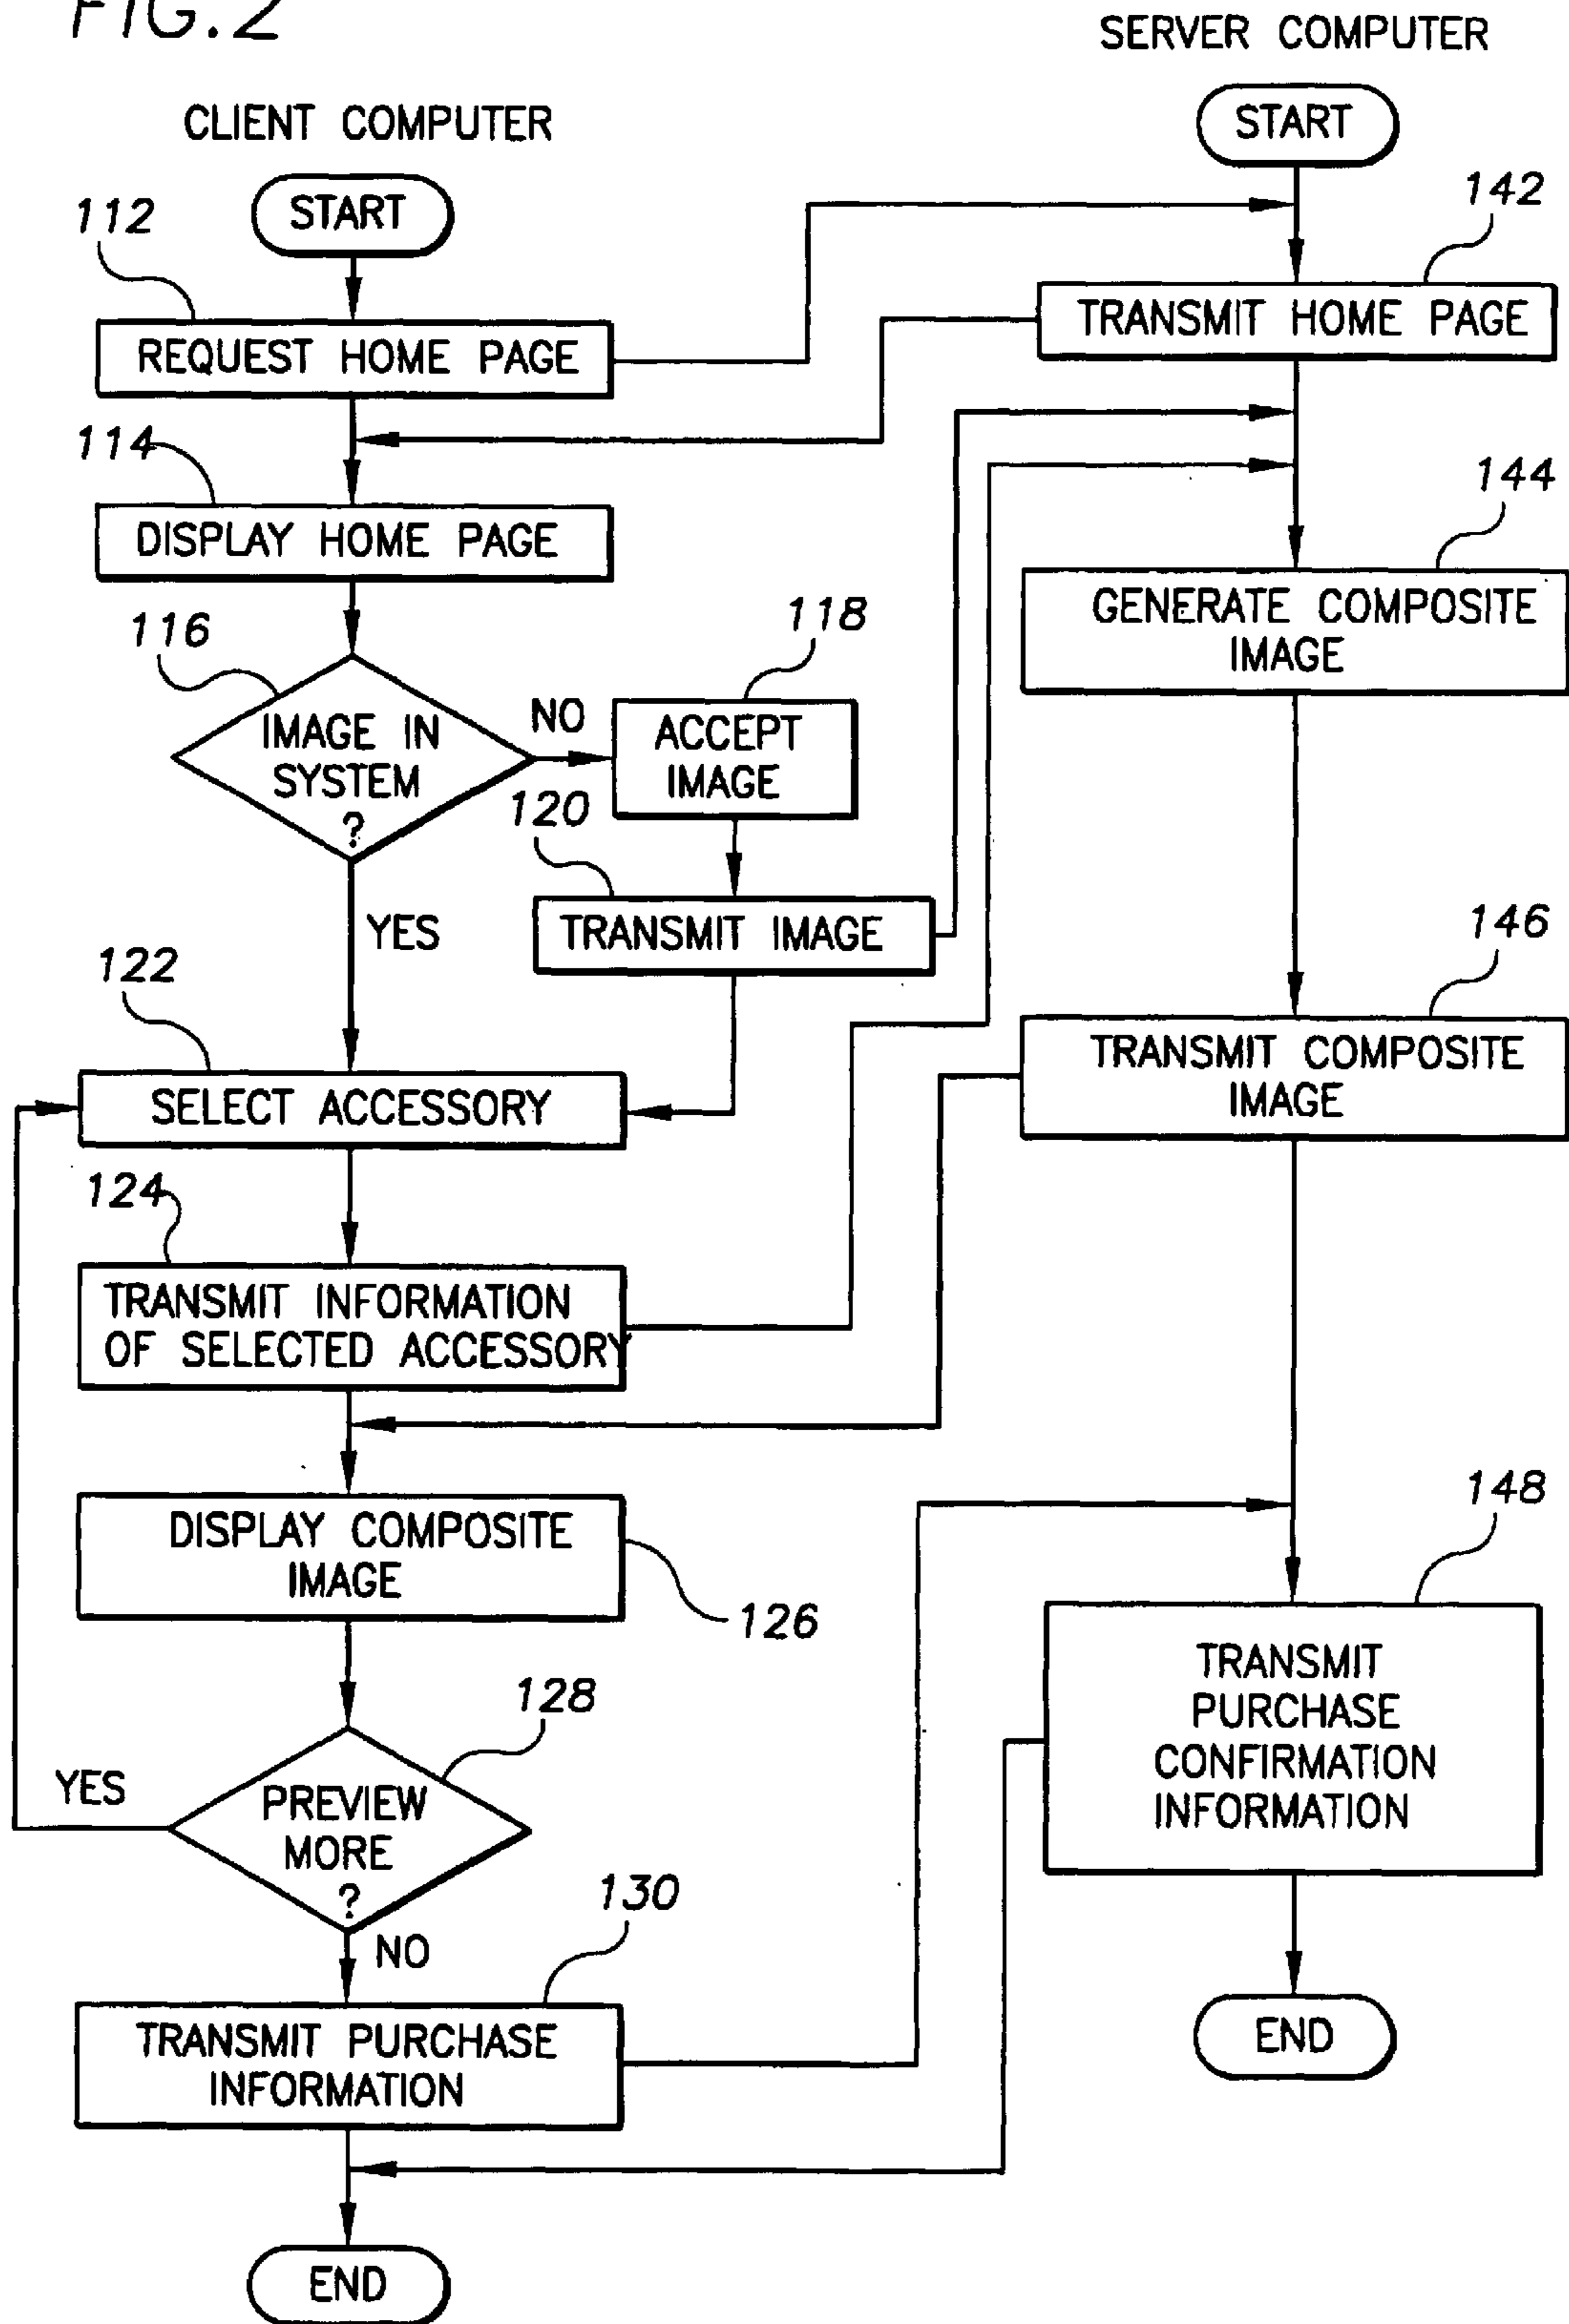 FIG.2
SERVER COMPUTER
CLIENT COMPUTER
START
START
112
142
REQUEST HOME PAGE
TRANSMIT HOME PAGE
114
DISPLAY HOME PAGE
144
GENERATE COMPOSITE
IMAGE
116
118
IMAGE IN
SYSTEM
?
NO
ACCEPT
IMAGE
120
TRANSMIT IMAGE
YES
146
TRANSMIT COMPOSITE
IMAGE
122
SELECT ACCESSORY
124
TRANSMIT INFORMATION
OF SELECTED ACCESSORY
DISPLAY COMPOSITE
IMAGE
126
148
TRANSMIT
PURCHASE
CONFIRMATION
INFORMATION
128
YES
PREVIEW
MORE
?
NO
130
TRANSMIT PURCHASE
INFORMATION
END
END